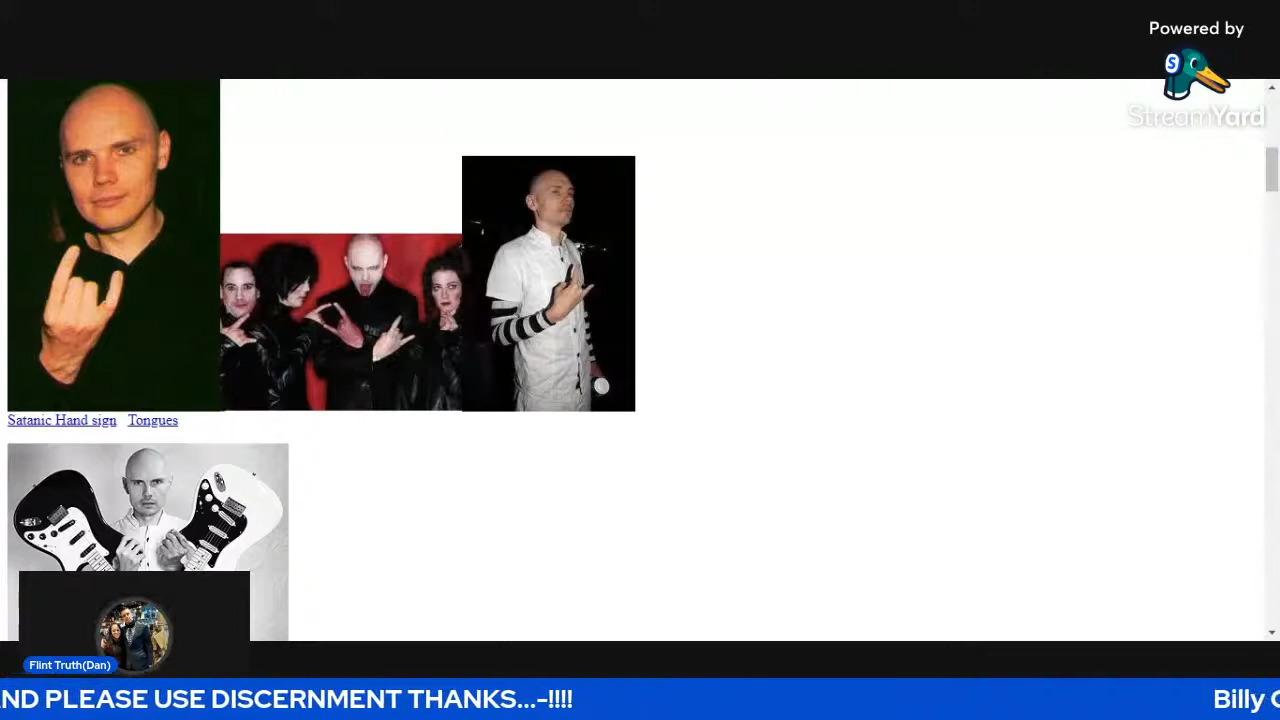 Powered by
S
StreamYard
Satanic Hand sign Tongues
Flint Truth(Dan)
ND PLEASE USE DISCERNMENT THANKS...-!!!! Billy C